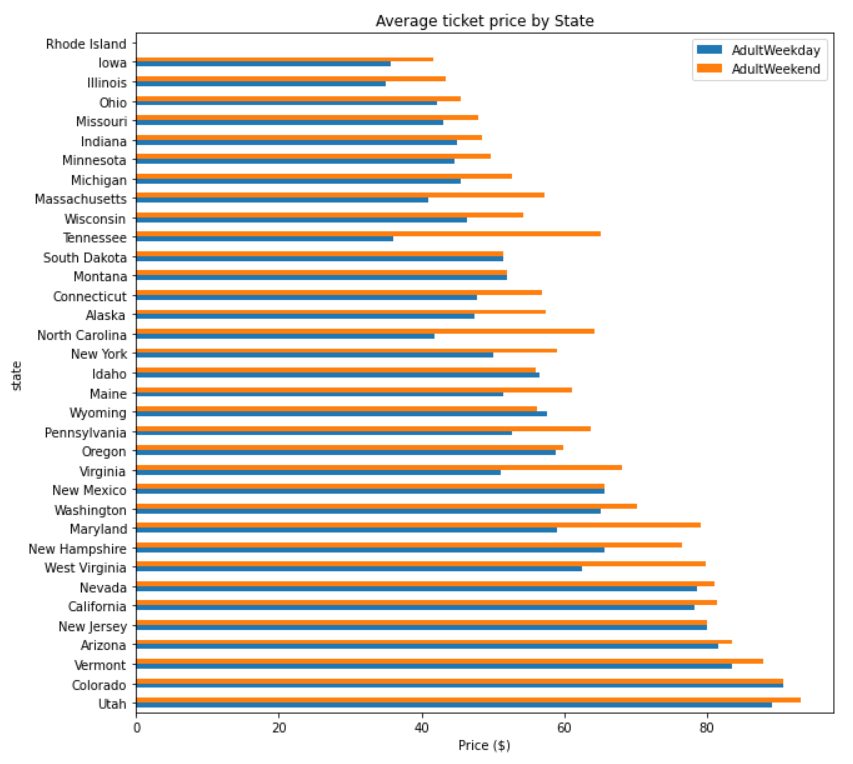 Average ticket price by State
AdultWeekday
AdultWeekend
Rhode Island
Iowa
Illinois
Ohio
Missouri
Indiana
Minnesota
Michigan
Massachusetts
Wisconsin
Tennessee
South Dakota
Montana
Connecticut
Alaska
North Carolina
New York
Idaho
Maine
Wyoming
Pennsylvania
Oregon
Virginia
New Mexico
Washington
Maryland
New Hampshire
West Virginia
Nevada
California
New Jersey
Arizona
Vermont
Colorado
Utah
state
0 20 40 60 80
Price ($)